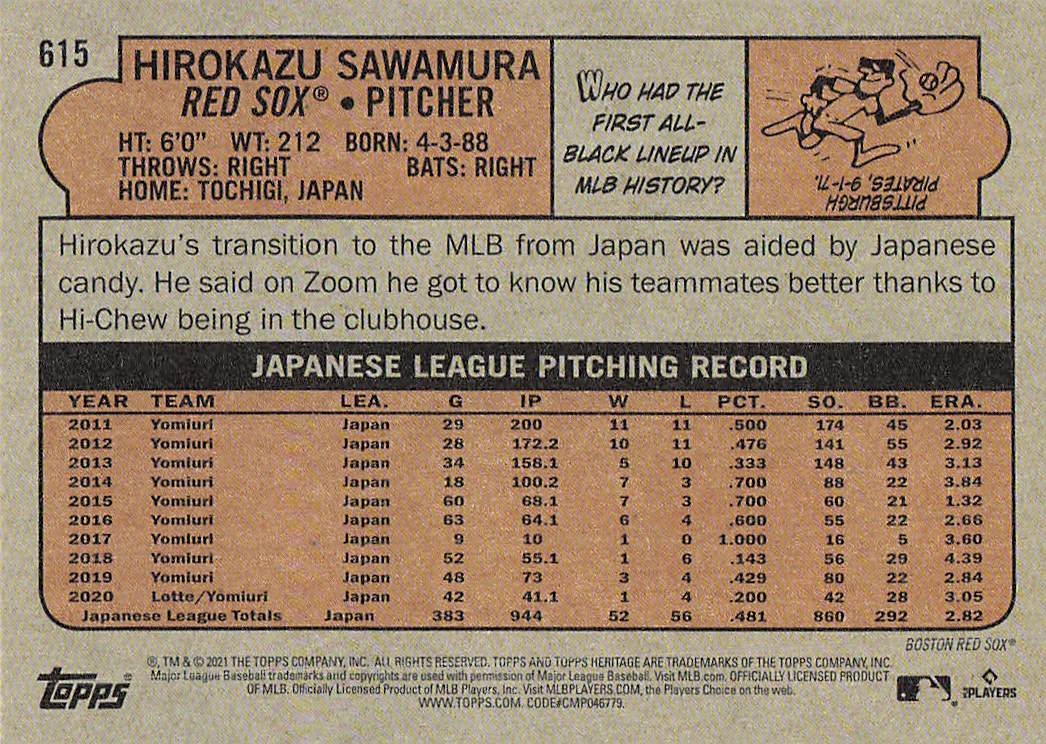 615
HIROKAZU SAWAMURA
RED SOX® • PITCHER
HT: 6'0" WT: 212 BORN: 4-3-88
THROWS: RIGHT BATS: RIGHT
HOME: TOCHIGI, JAPAN
WHO HAD THE
FIRST ALL-
BLACK LINEUP IN
MLB HISTORY?
PITTSBURGH
PIRATES, 9-1-71.
Hirokazu's transition to the MLB from Japan was aided by Japanese
candy. He said on Zoom he got to know his teammates better thanks to
Hi-Chew being in the clubhouse.
JAPANESE LEAGUE PITCHING RECORD
YEAR TEAM LEA. G IP W L PCT. SO. BB. ERA.
2011 Yomiuri Japan 29 200 11 11 .500 174 45 2.03
2012 Yomiuri Japan 28 172.2 10 11 .476 141 55 2.92
2013 Yomiuri Japan 34 158.1 5 10 .333 148 43 3.13
2014 Yomiuri Japan 18 100.2 7 3 .700 88 22 3.84
2015 Yomiuri Japan 60 68.1 7 3 .700 60 21 1.32
2016 Yomiuri Japan 63 64.1 6 4 .600 55 22 2.66
2017 Yomiuri Japan 9 10 1 0 1.000 16 5 3.60
2018 Yomiuri Japan 52 55.1 1 6 .143 56 29 4.39
2019 Yomiuri Japan 48 73 3 4 .429 80 22 2.84
2020 Lotte/Yomiuri Japan 42 41.1 1 4 .200 42 28 3.05
Japanese League Totals Japan 383 944 52 56 .481 860 292 2.82
BOSTON RED SOX®
®, TM & © 2021 THE TOPPS COMPANY, INC. ALL RIGHTS RESERVED. TOPPS AND TOPPS HERITAGE ARE TRADEMARKS OF THE TOPPS COMPANY, INC.
Major League Baseball trademarks and copyrights are used with permission of Major League Baseball. Visit MLB.com. OFFICIALLY LICENSED PRODUCT
OF MLB. Officially Licensed Product of MLB Players, Inc. Visit MLBPLAYERS.COM, the Players Choice on the web.
WWW.TOPPS.COM. CODE#CMP046779.
topps®
MLBPLAYERS